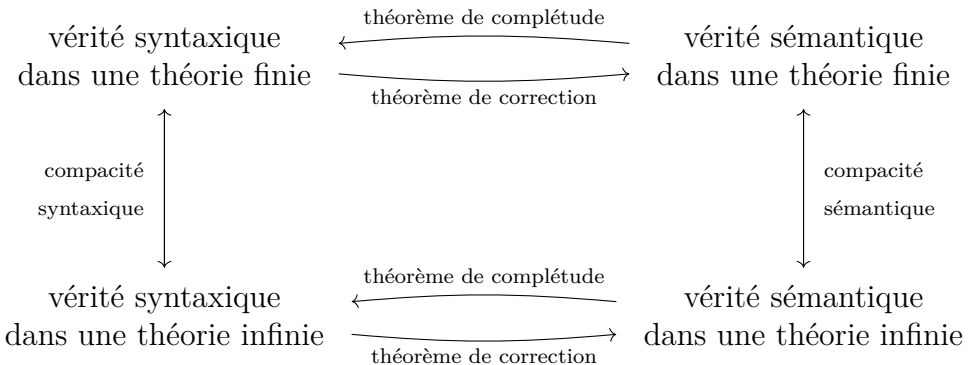 théorème de complétude
vérité syntaxique
dans une théorie finie
vérité sémantique
dans une théorie finie
théorème de correction
compacité
syntaxique
compacité
sémantique
théorème de complétude
vérité syntaxique
dans une théorie infinie
vérité sémantique
dans une théorie infinie
théorème de correction